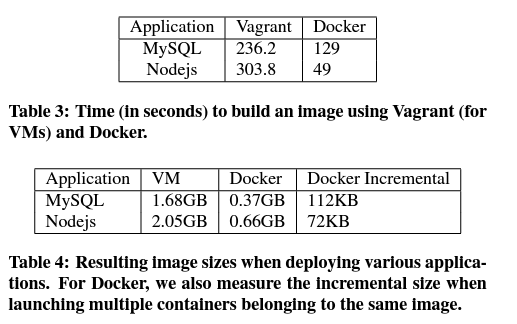 Application Vagrant Docker
MySQL 236.2 129
Nodejs 303.8 49
Table 3: Time (in seconds) to build an image using Vagrant (for
VMs) and Docker.
Application VM Docker Docker Incremental
MySQL 1.68GB 0.37GB 112KB
Nodejs 2.05GB 0.66GB 72KB
Table 4: Resulting image sizes when deploying various applica-
tions. For Docker, we also measure the incremental size when
launching multiple containers belonging to the same image.